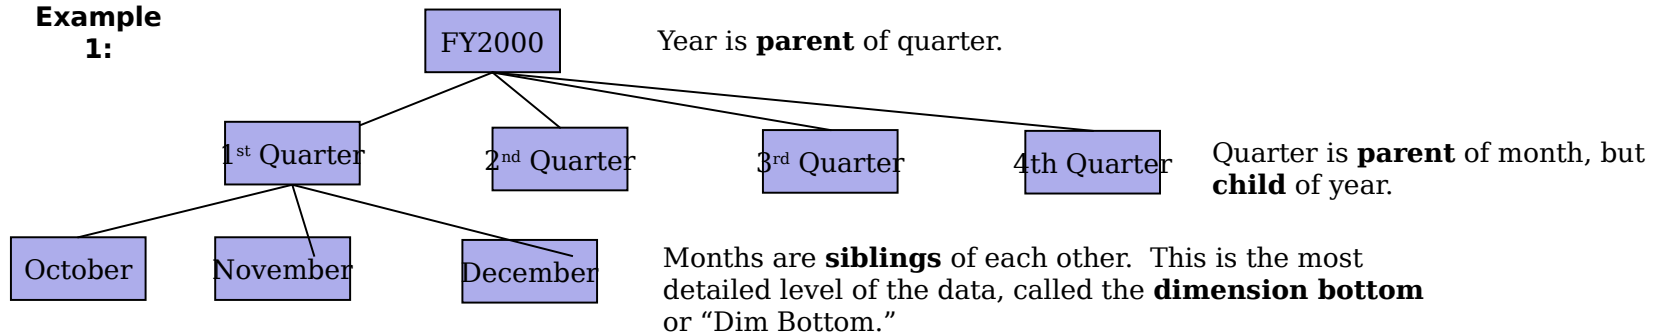 Example
1:
FY2000
Year is parent of quarter.
1st Quarter
2nd Quarter
3rd Quarter
4th Quarter
Quarter is parent of month, but
child of year.
October
November
December
Months are siblings of each other.  This is the most
detailed level of the data, called the dimension bottom
or “Dim Bottom.”